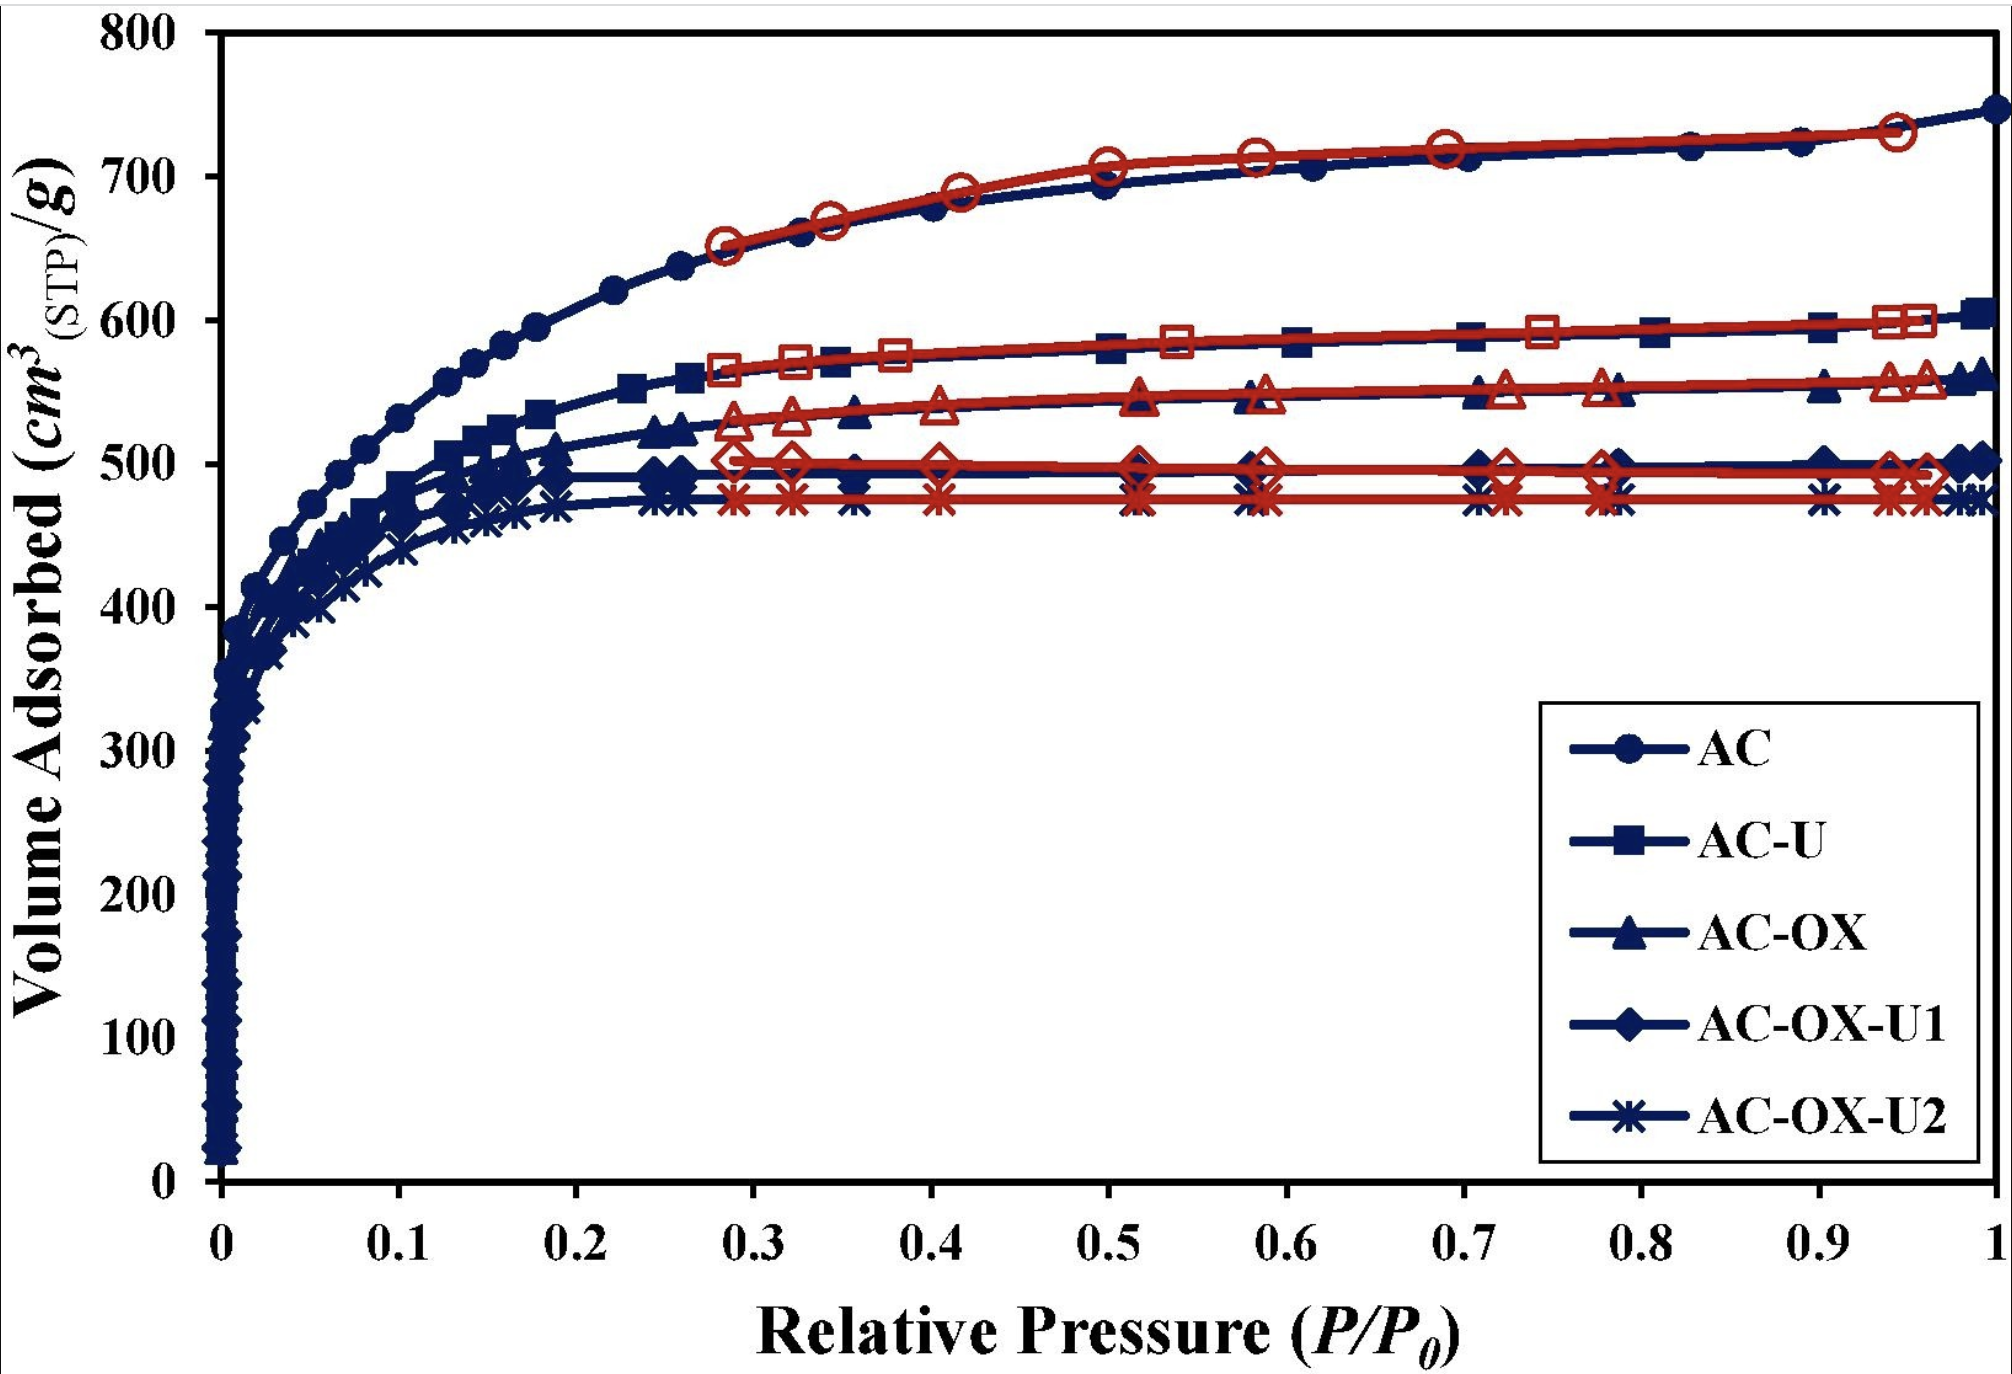 800
700
600
500
400
300
200
100
0
Volume Adsorbed (cm³(STP)/g)
0 0.1 0.2 0.3 0.4 0.5 0.6 0.7 0.8 0.9 1
Relative Pressure (P/P₀)
AC
AC-U
AC-OX
AC-OX-U1
AC-OX-U2